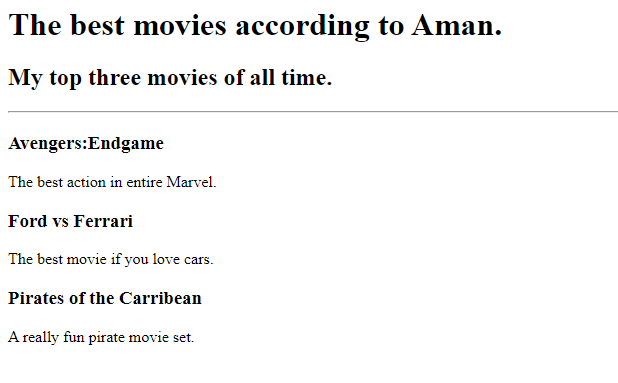 The best movies according to Aman.
My top three movies of all time.
Avengers:Endgame
The best action in entire Marvel.
Ford vs Ferrari
The best movie if you love cars.
Pirates of the Carribean
A really fun pirate movie set.